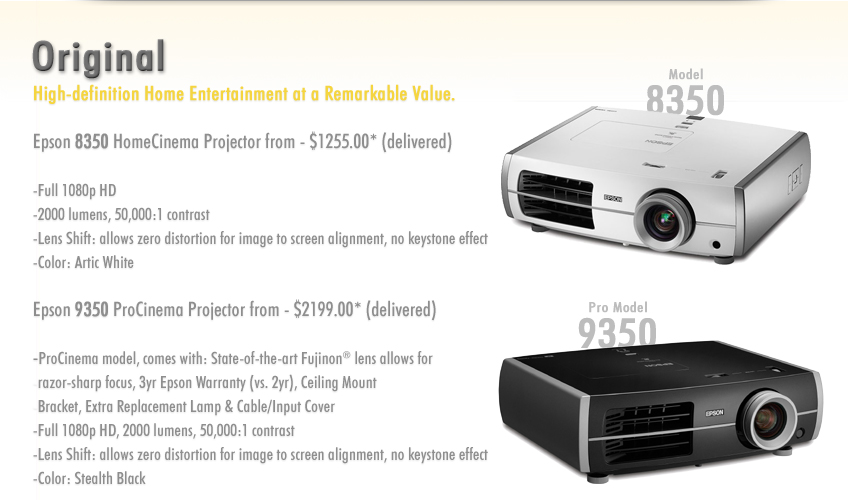 Original
High-definition Home Entertainment at a Remarkable Value.
Model
8350
Epson 8350 HomeCinema Projector from - $1255.00* (delivered)
-Full 1080p HD
-2000 lumens, 50,000:1 contrast
-Lens Shift: allows zero distortion for image to screen alignment, no keystone effect
-Color: Artic White
EPSON
Epson 9350 ProCinema Projector from - $2199.00* (delivered)
Pro Model
9350
-ProCinema model, comes with: State-of-the-art Fujinon® lens allows for
razor-sharp focus, 3yr Epson Warranty (vs. 2yr), Ceiling Mount
Bracket, Extra Replacement Lamp & Cable/Input Cover
-Full 1080p HD, 2000 lumens, 50,000:1 contrast
-Lens Shift: allows zero distortion for image to screen alignment, no keystone effect
-Color: Stealth Black
EPSON